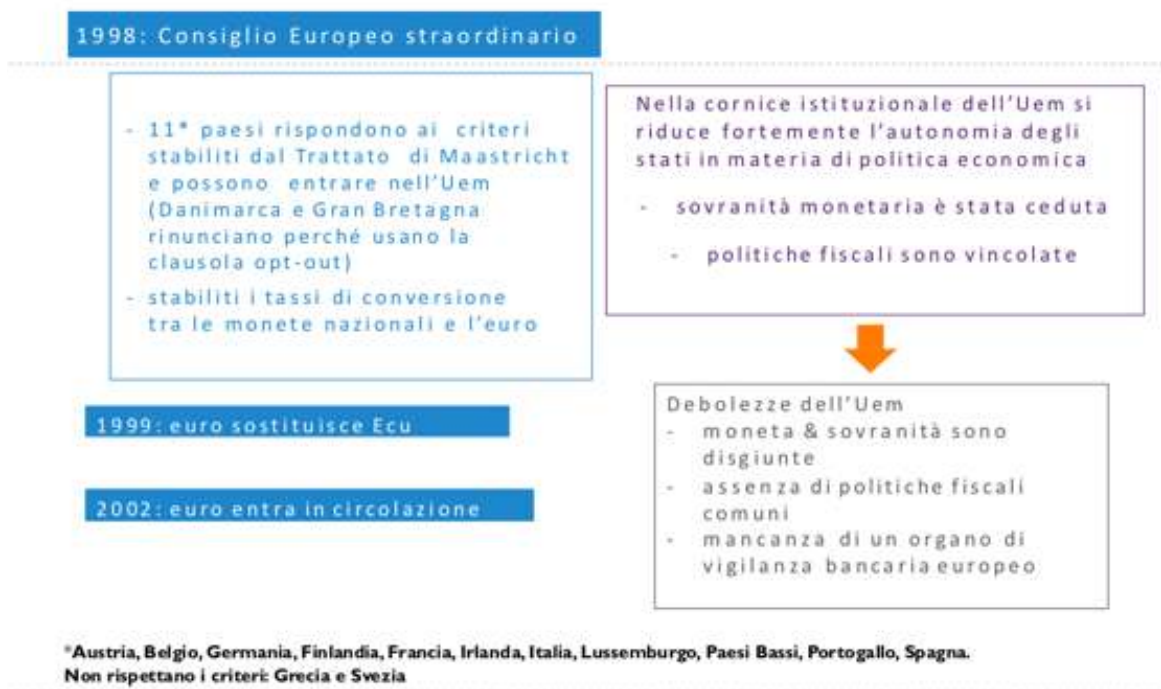 1998: Consiglio Europeo straordinario
- 11* paesi rispondono ai criteri
stabiliti dal Trattato di Maastricht
e possono entrare nell'Uem
(Danimarca e Gran Bretagna
rinunciano perché usano la
clausola opt-out)
- stabiliti i tassi di conversione
tra le monete nazionali e l'euro
1999: euro sostituisce Ecu
2002: euro entra in circolazione
Nella cornice istituzionale dell'Uem si
riduce fortemente l'autonomia degli
stati in materia di politica economica
- sovranità monetaria è stata ceduta
- politiche fiscali sono vincolate
Debolezze dell'Uem
- moneta & sovranità sono
disgiunte
- assenza di politiche fiscali
comuni
- mancanza di un organo di
vigilanza bancaria europeo
*Austria, Belgio, Germania, Finlandia, Francia, Irlanda, Italia, Lussemburgo, Paesi Bassi, Portogallo, Spagna.
Non rispettano i criteri: Grecia e Svezia